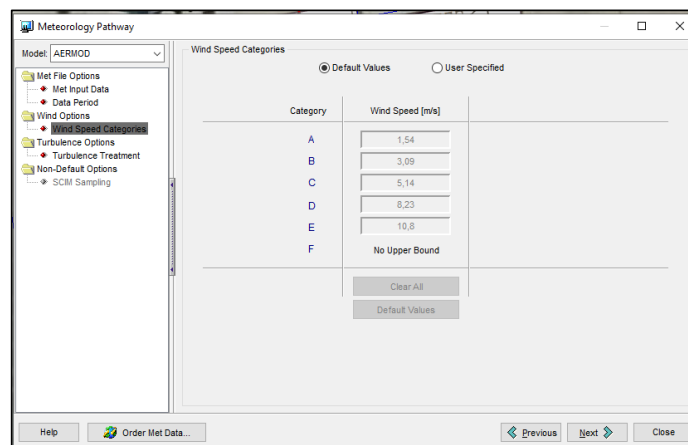 Meteorology Pathway
Model: AERMOD
Met File Options
Met Input Data
Data Period
Wind Options
Wind Speed Categories
Turbulence Options
Turbulence Treatment
Non-Default Options
SCIM Sampling
Wind Speed Categories
Default Values User Specified
Category Wind Speed [m/s]
A 1,54
B 3,09
C 5,14
D 8,23
E 10,8
F No Upper Bound
Clear All
Default Values
Help Order Met Data... Previous Next Close